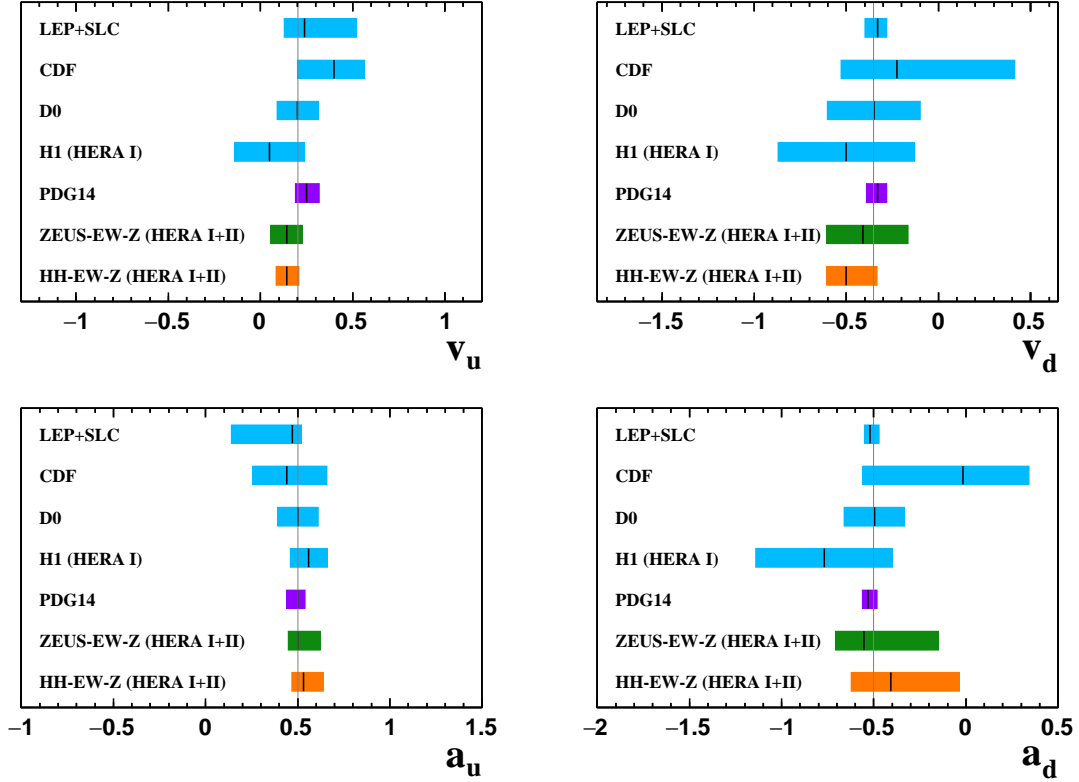 LEP+SLC
CDF
D0
H1 (HERA I)
PDG14
ZEUS-EW-Z (HERA I+II)
HH-EW-Z (HERA I+II)
−1 −0.5 0 0.5 1
v_u
LEP+SLC
CDF
D0
H1 (HERA I)
PDG14
ZEUS-EW-Z (HERA I+II)
HH-EW-Z (HERA I+II)
−1.5 −1 −0.5 0 0.5
v_d
LEP+SLC
CDF
D0
H1 (HERA I)
PDG14
ZEUS-EW-Z (HERA I+II)
HH-EW-Z (HERA I+II)
−1 −0.5 0 0.5 1 1.5
a_u
LEP+SLC
CDF
D0
H1 (HERA I)
PDG14
ZEUS-EW-Z (HERA I+II)
HH-EW-Z (HERA I+II)
−2 −1.5 −1 −0.5 0 0.5
a_d